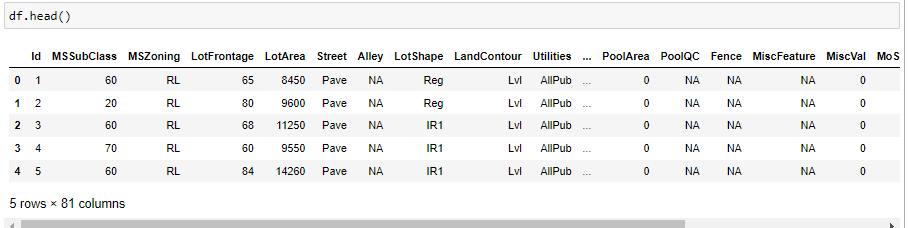 df.head()
Id MSSubClass MSZoning LotFrontage LotArea Street Alley LotShape LandContour Utilities ... PoolArea PoolQC Fence MiscFeature MiscVal MoS
0 1 60 RL 65 8450 Pave NA Reg Lvl AllPub ... 0 NA NA NA 0
1 2 20 RL 80 9600 Pave NA Reg Lvl AllPub ... 0 NA NA NA 0
2 3 60 RL 68 11250 Pave NA IR1 Lvl AllPub ... 0 NA NA NA 0
3 4 70 RL 60 9550 Pave NA IR1 Lvl AllPub ... 0 NA NA NA 0
4 5 60 RL 84 14260 Pave NA IR1 Lvl AllPub ... 0 NA NA NA 0
5 rows × 81 columns